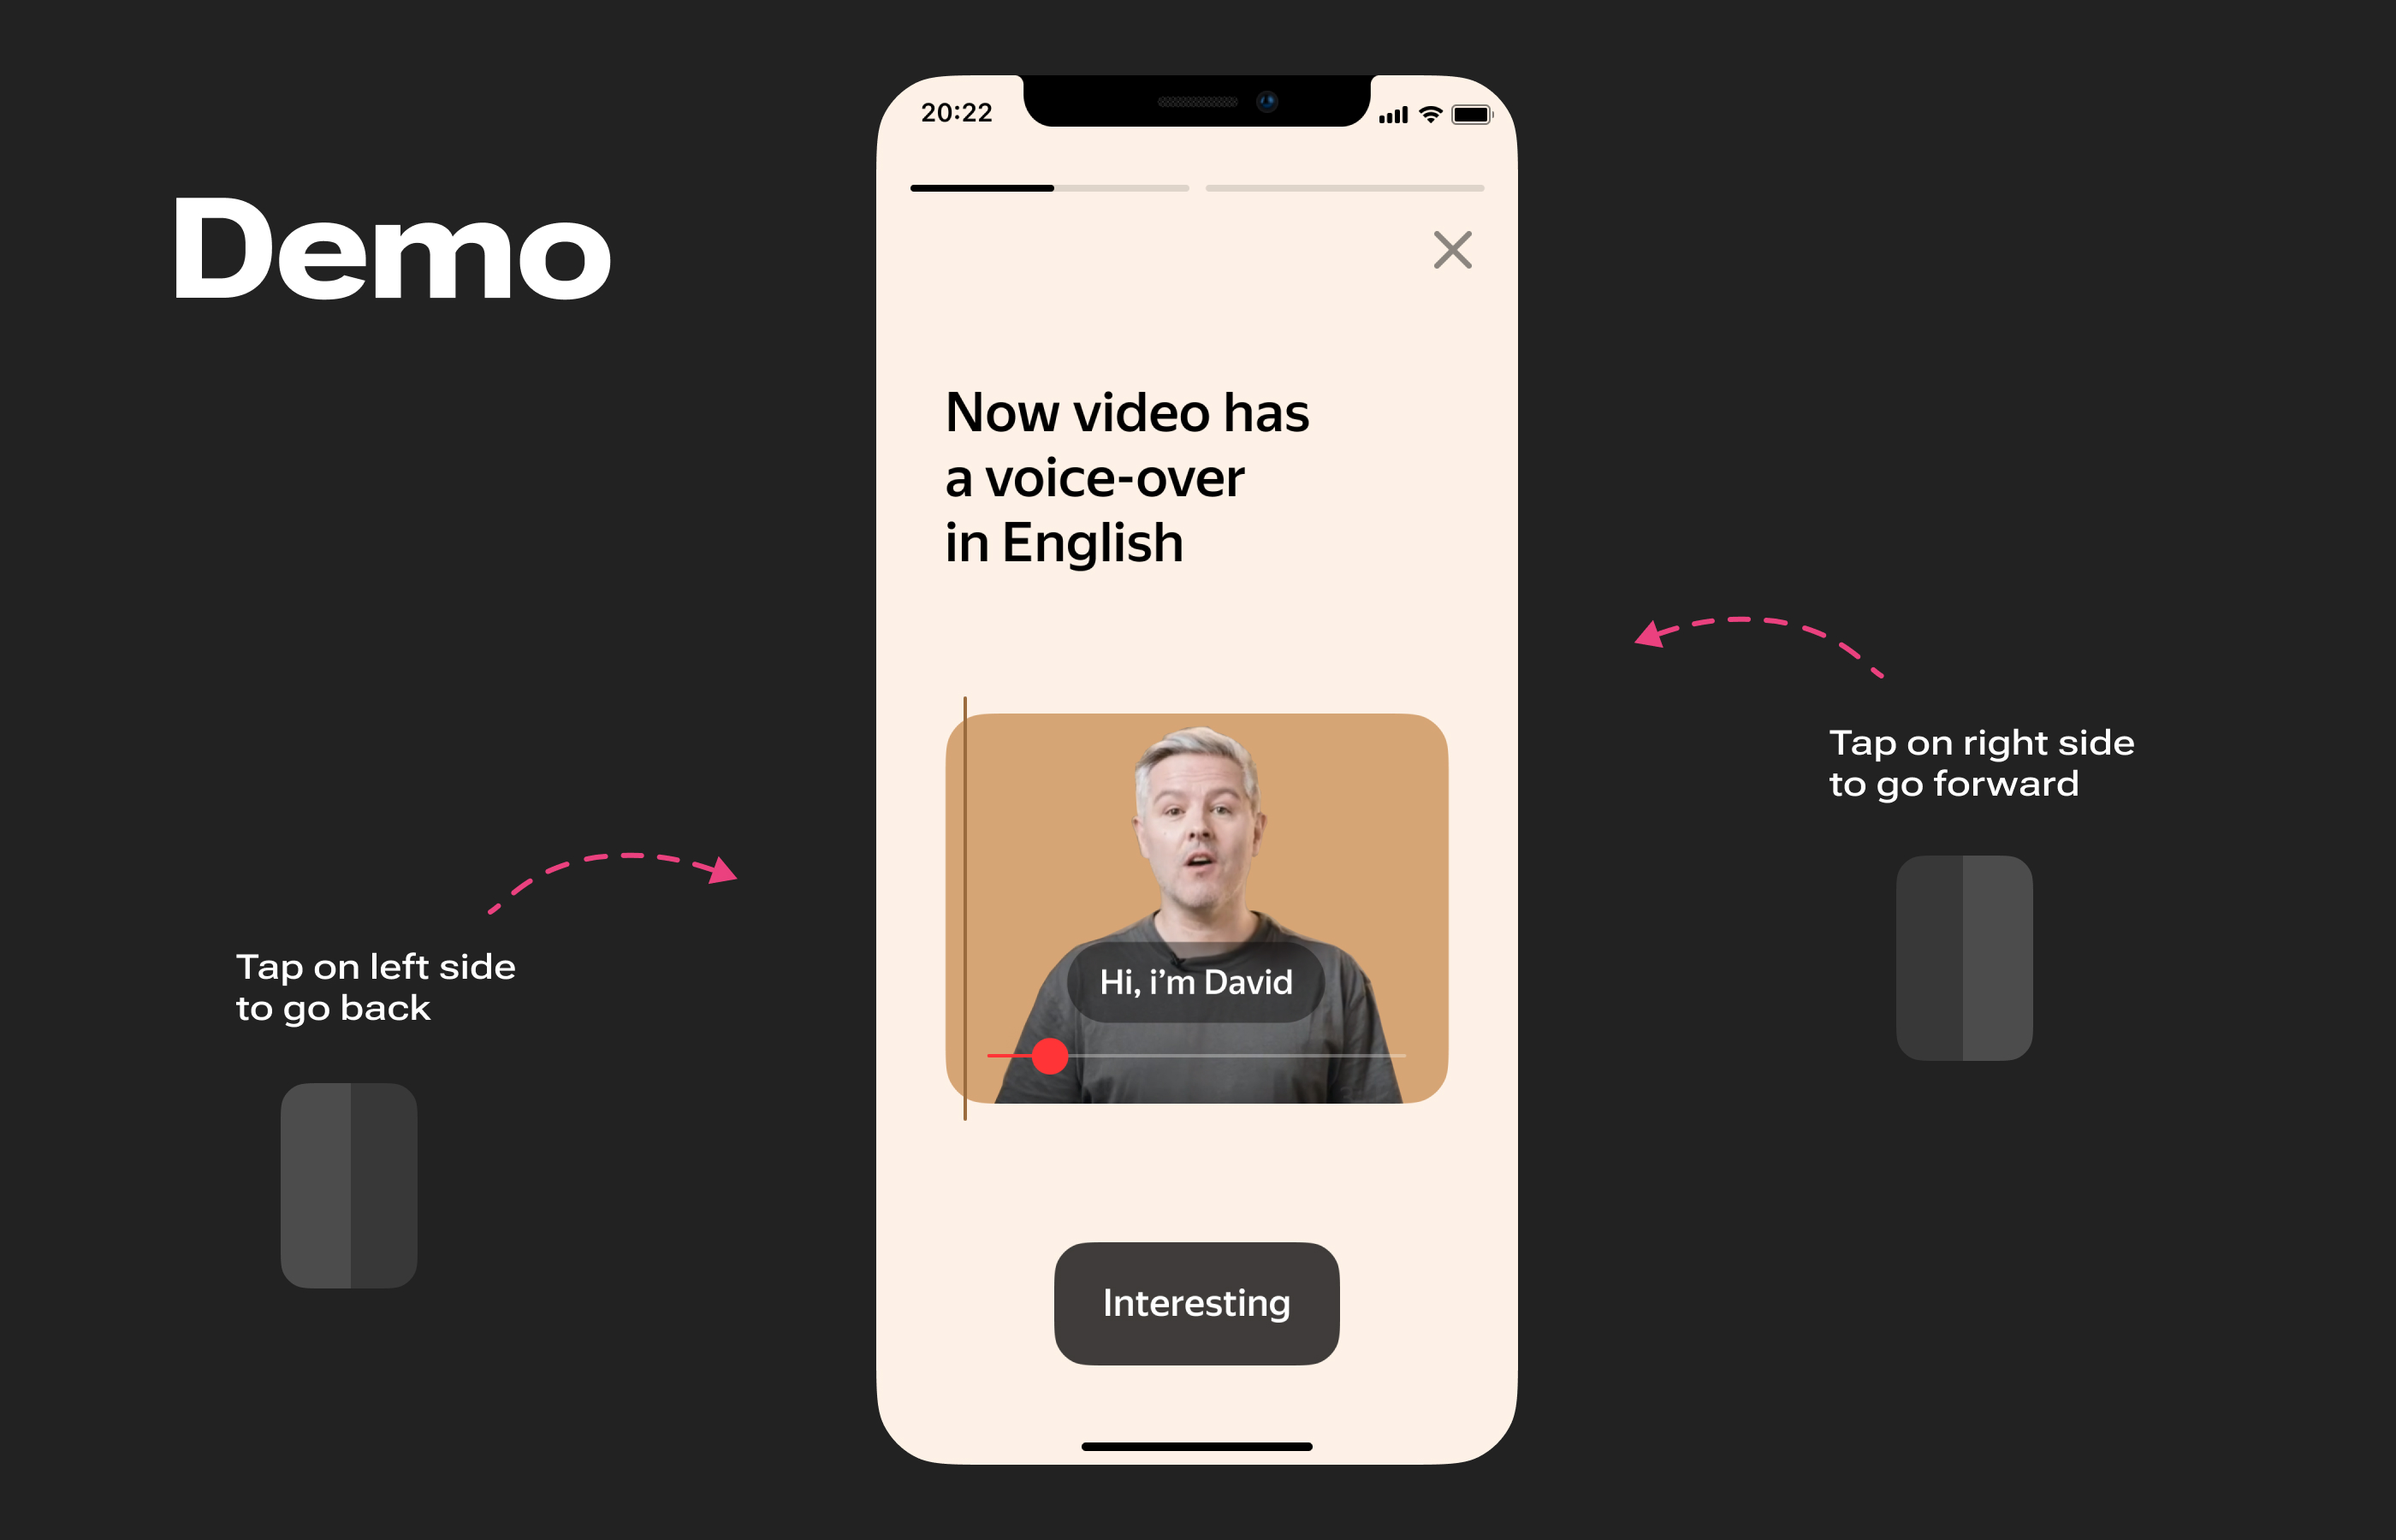 Demo
20:22
Now video has
a voice-over
in English
Hi, i’m David
Interesting
Tap on left side
to go back
Tap on right side
to go forward